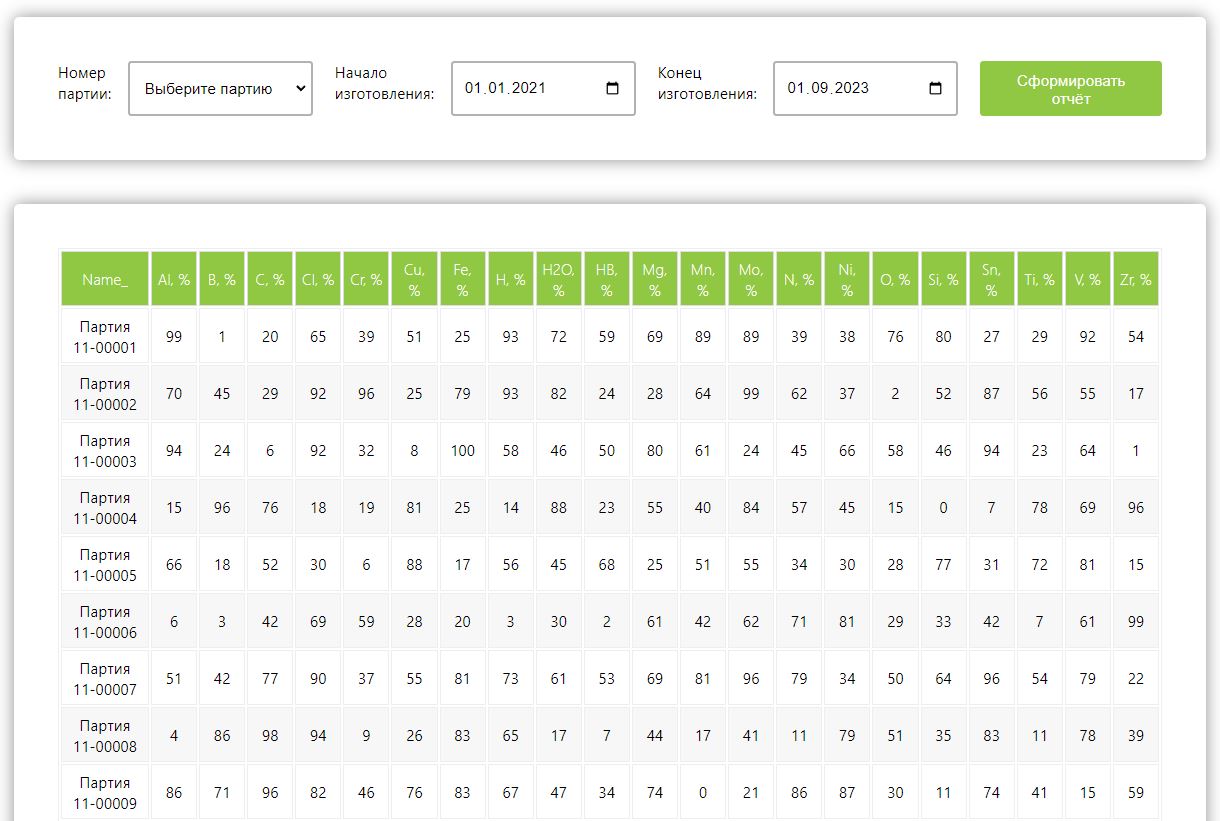 Номер партии: Выберите партию Начало изготовления: 01.01.2021 Конец изготовления: 01.09.2023 Сформировать отчёт
Name_ Al, % B, % C, % Cl, % Cr, % Cu, % Fe, % H, % H2O, % HB, % Mg, % Mn, % Mo, % N, % Ni, % O, % Si, % Sn, % Ti, % V, % Zr, %
Партия 11-00001 99 1 20 65 39 51 25 93 72 59 69 89 89 39 38 76 80 27 29 92 54
Партия 11-00002 70 45 29 92 96 25 79 93 82 24 28 64 99 62 37 2 52 87 56 55 17
Партия 11-00003 94 24 6 92 32 8 100 58 46 50 80 61 24 45 66 58 46 94 23 64 1
Партия 11-00004 15 96 76 18 19 81 25 14 88 23 55 40 84 57 45 15 0 7 78 69 96
Партия 11-00005 66 18 52 30 6 88 17 56 45 68 25 51 55 34 30 28 77 31 72 81 15
Партия 11-00006 6 3 42 69 59 28 20 3 30 2 61 42 62 71 81 29 33 42 7 61 99
Партия 11-00007 51 42 77 90 37 55 81 73 61 53 69 81 96 79 34 50 64 96 54 79 22
Партия 11-00008 4 86 98 94 9 26 83 65 17 7 44 17 41 11 79 51 35 83 11 78 39
Партия 11-00009 86 71 96 82 46 76 83 67 47 34 74 0 21 86 87 30 11 74 41 15 59